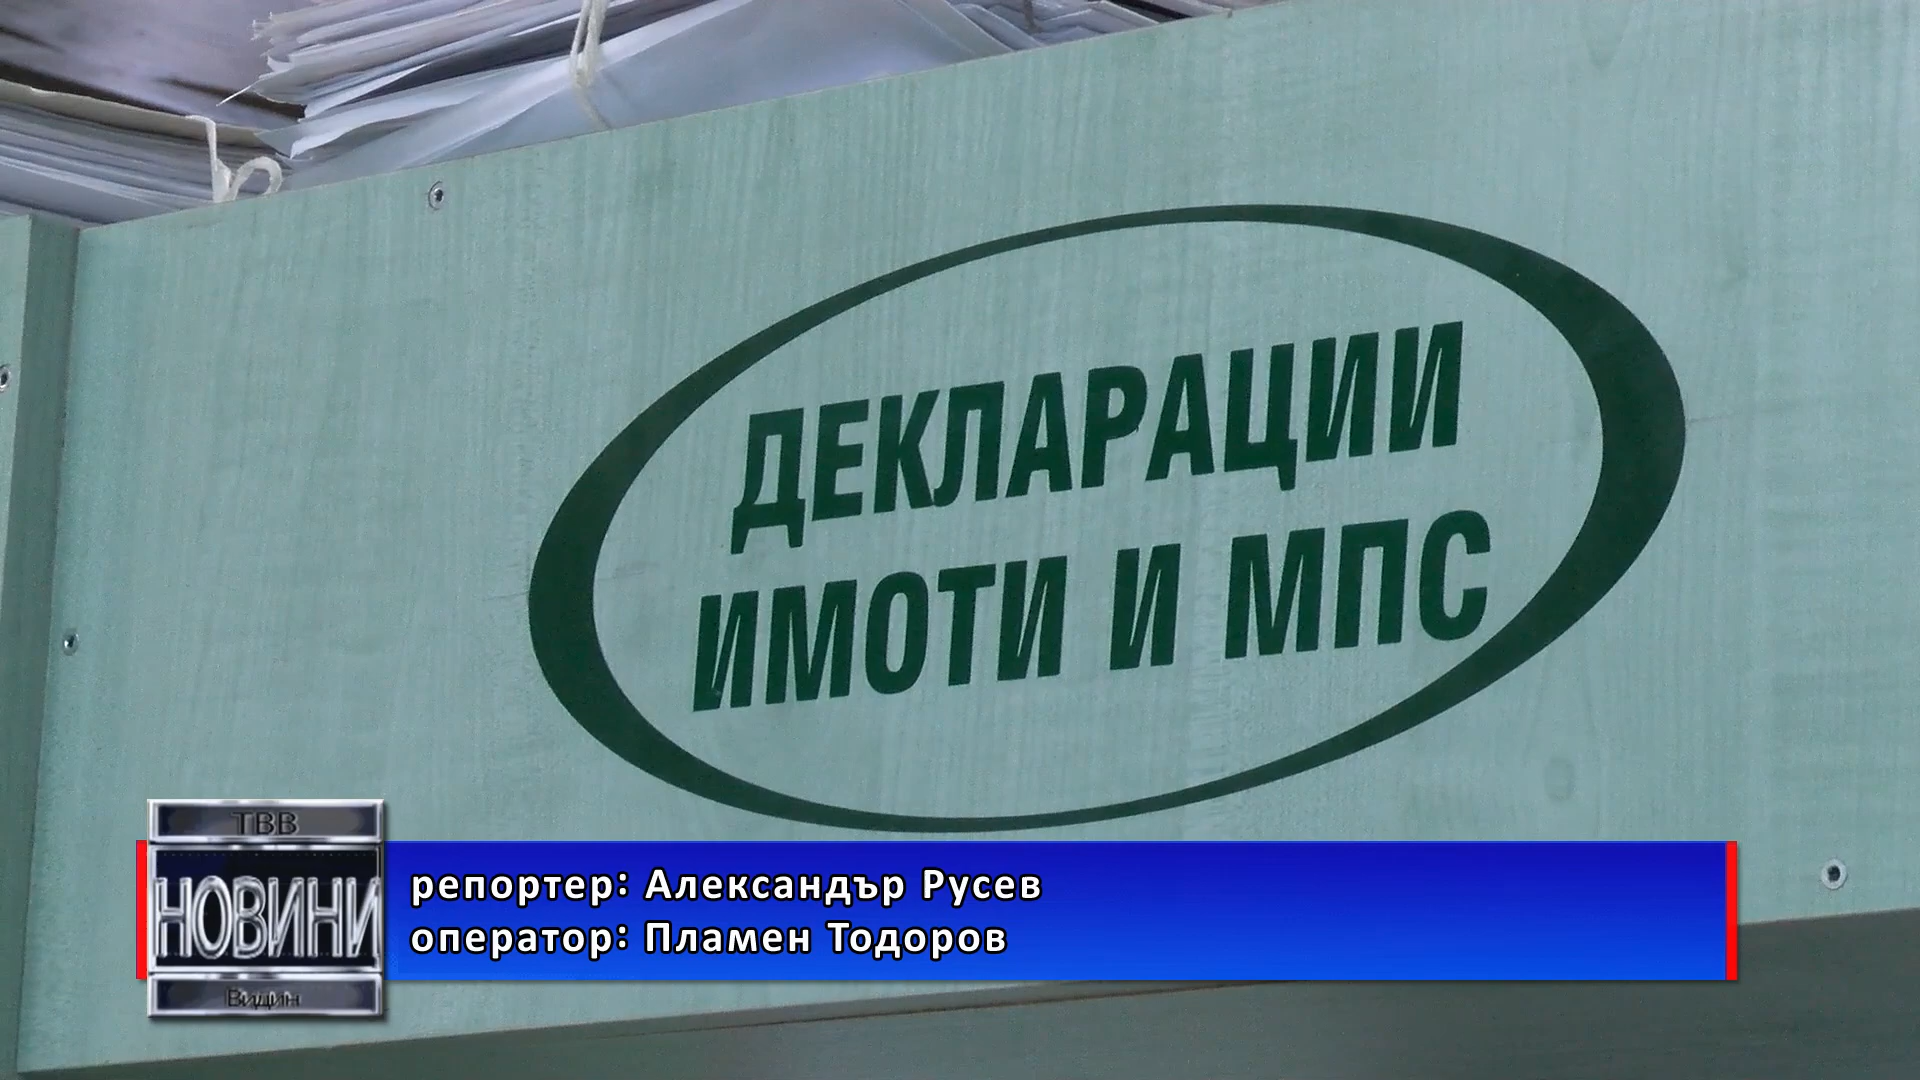 ДЕКЛАРАЦИИ
ИМОТИ И МПС
ТВВ
НОВИНИ
Видин
репортер: Александър Русев
оператор: Пламен Тодоров